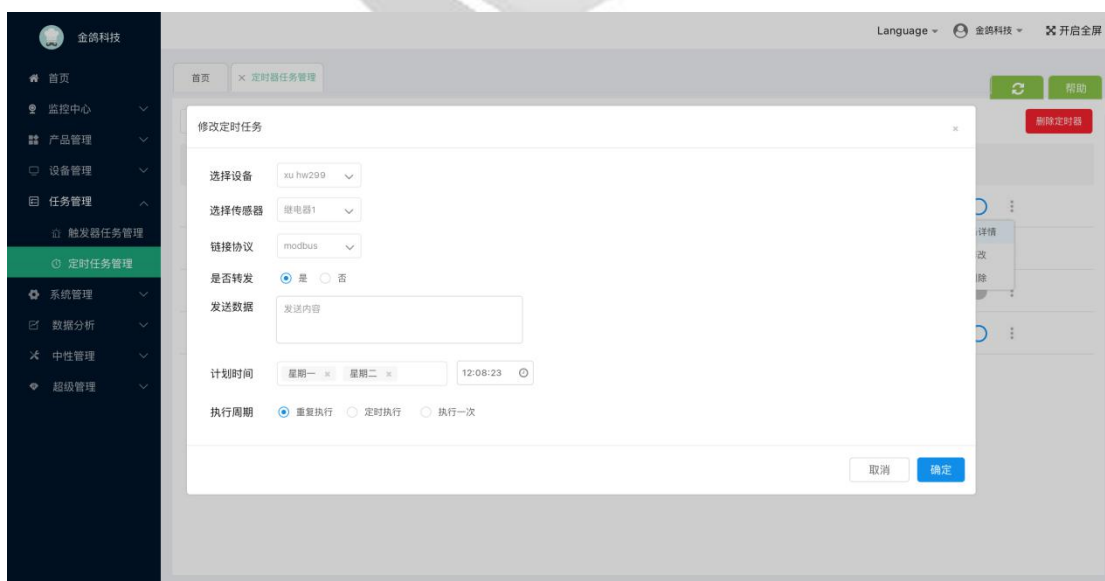 金鸽科技
Language
金鸽科技
开启全屏
首页
监控中心
产品管理
设备管理
任务管理
触发器任务管理
定时任务管理
系统管理
数据分析
中性管理
超级管理
首页
× 定时器任务管理
帮助
删除定时器
修改定时任务
×
选择设备 xu hw299
选择传感器 继电器1
链接协议 modbus
是否转发 是 否
发送数据 发送内容
计划时间 星期一 × 星期二 × 12:08:23
执行周期 重复执行 定时执行 执行一次
取消 确定
详情
改
除